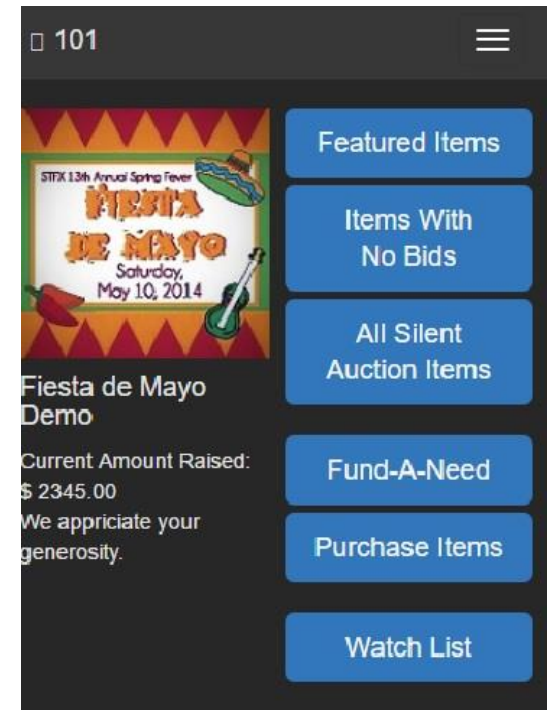 101
STFX 13th Annual Spring Fever
FIESTA
DE MAYO
Saturday,
May 10, 2014
Fiesta de Mayo
Demo
Current Amount Raised:
$ 2345.00
We appriciate your
generosity.
Featured Items
Items With
No Bids
All Silent
Auction Items
Fund-A-Need
Purchase Items
Watch List